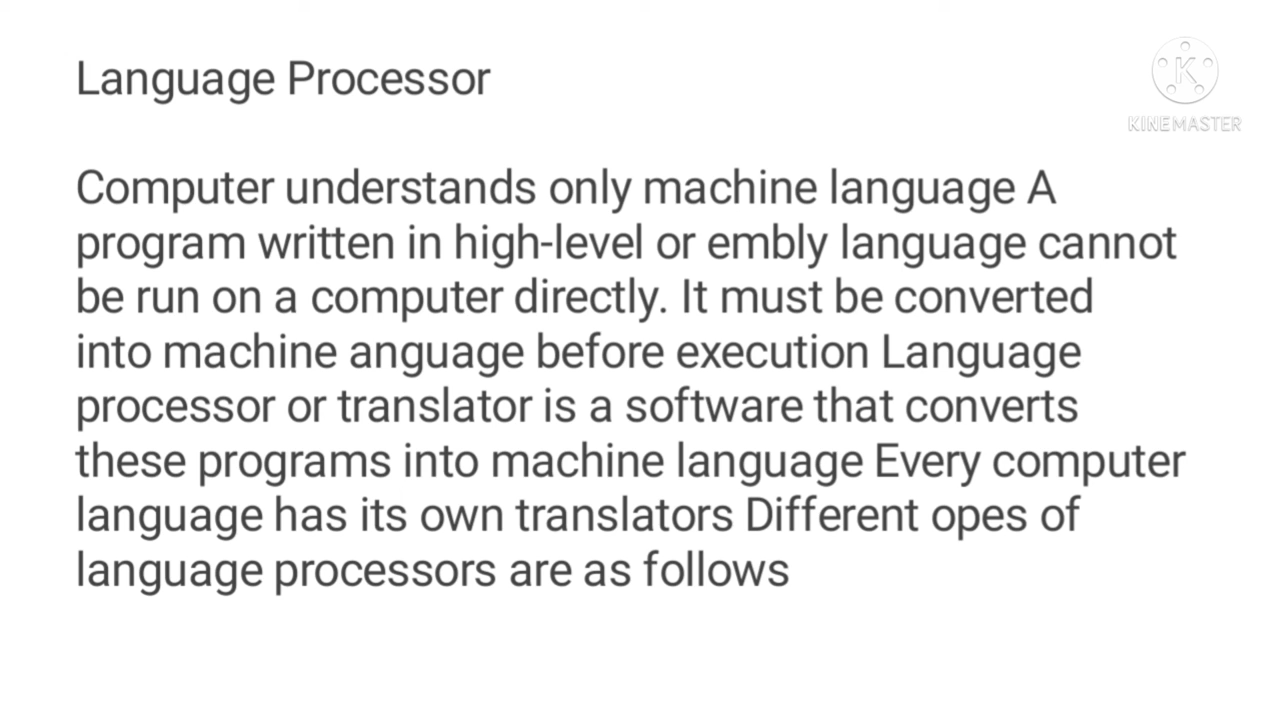 Language Processor
KINEMASTER
Computer understands only machine language A
program written in high-level or embly language cannot
be run on a computer directly. It must be converted
into machine anguage before execution Language
processor or translator is a software that converts
these programs into machine language Every computer
language has its own translators Different opes of
language processors are as follows